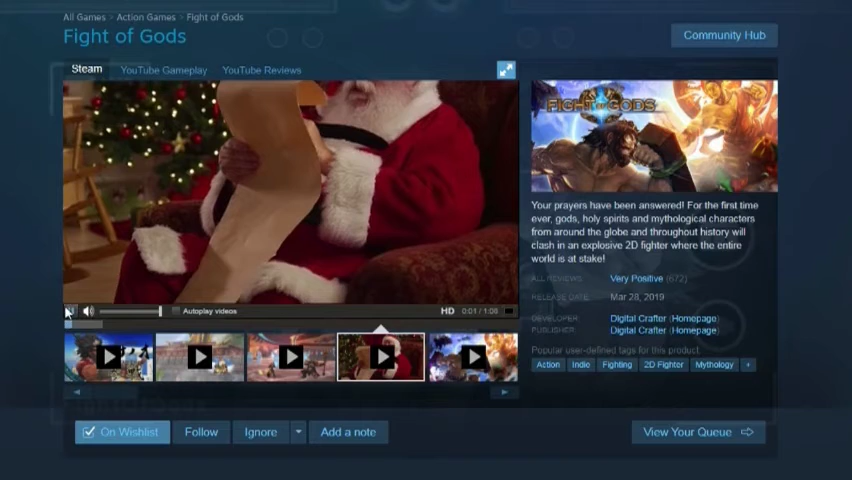 All Games > Action Games > Fight of Gods
Fight of Gods
Community Hub
Steam YouTube Gameplay YouTube Reviews
FIGHT OF GODS
Your prayers have been answered! For the first time
ever, gods, holy spirits and mythological characters
from around the globe and throughout history will
clash in an explosive 2D fighter where the entire
world is at stake!
ALL REVIEWS: Very Positive (672)
RELEASE DATE: Mar 28, 2019
DEVELOPER: Digital Crafter (Homepage)
PUBLISHER: Digital Crafter (Homepage)
Popular user-defined tags for this product:
Action Indie Fighting 2D Fighter Mythology +
Autoplay videos HD 0:01 / 1:08
On Wishlist Follow Ignore Add a note View Your Queue